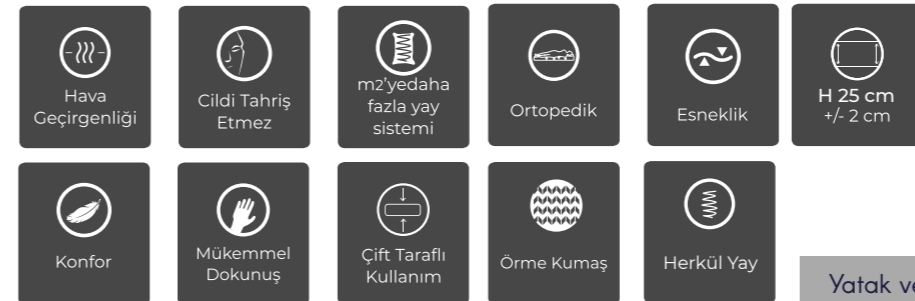 Hava
Geçirgenliği
Cildi Tahriş
Etmez
m2'yedaha
fazla yay
sistemi
Ortopedik
Esneklik
H 25 cm
+/- 2 cm
Konfor
Mükemmel
Dokunuş
Çift Taraflı
Kullanım
Örme Kumaş
Herkül Yay
Yatak ve